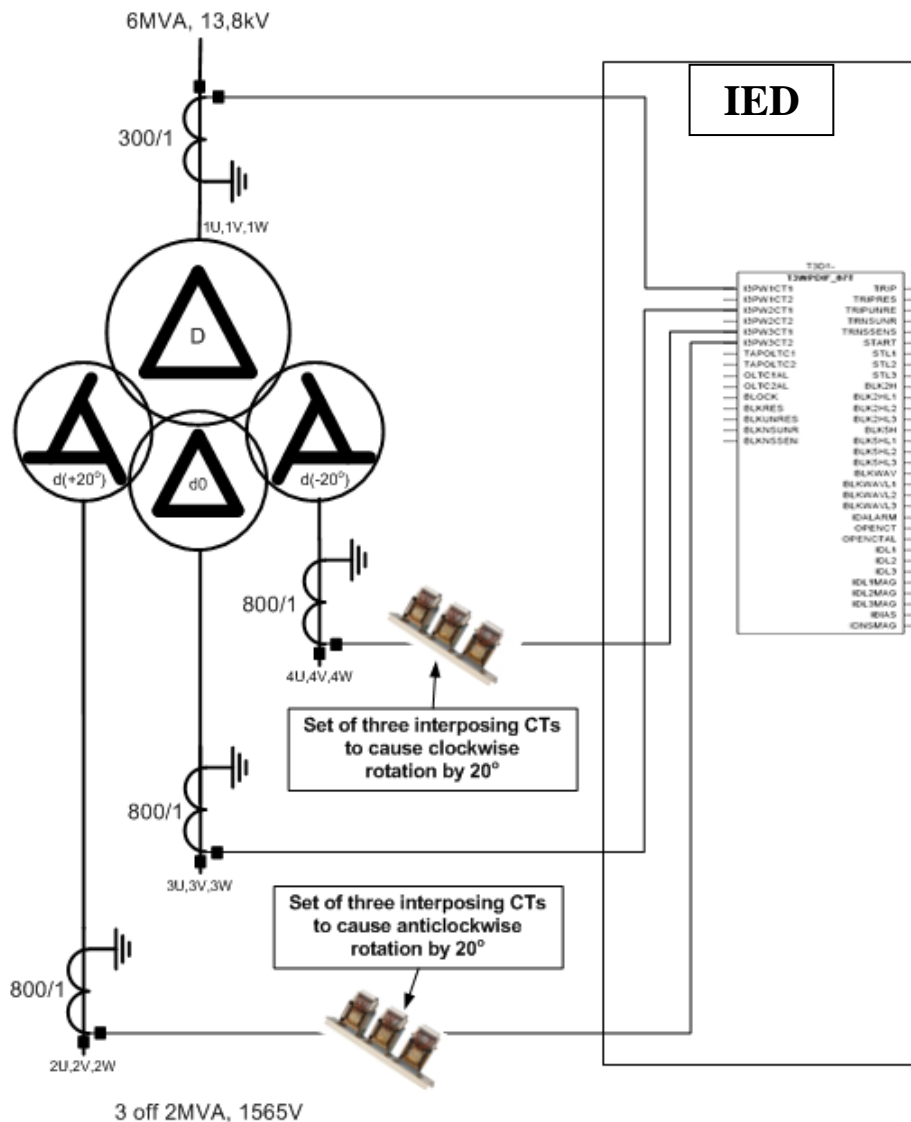 6MVA, 13,8kV
IED
300/1
1U,1V,1W
D
d(+20°)
d0
d(-20°)
T3D1-
T3WPDIF_87T
I3PW1CT1
I3PW1CT2
I3PW2CT1
I3PW2CT2
I3PW3CT1
I3PW3CT2
TAPOLTC1
TAPOLTC2
OLTC1AL
OLTC2AL
BLOCK
BLKRES
BLKUNRES
BLKNSUNR
BLKNSSEN
TRIP
TRIPRES
TRIPUNRE
TRNSUNR
TRNSSENS
START
STL1
STL2
STL3
BLK2H
BLK2HL1
BLK2HL2
BLK2HL3
BLK5H
BLK5HL1
BLK5HL2
BLK5HL3
BLKWAV
BLKWAVL1
BLKWAVL2
BLKWAVL3
IDALARM
OPENCT
OPENCTAL
IDL1
IDL2
IDL3
IDL1MAG
IDL2MAG
IDL3MAG
IBIAS
IDNSMAG
800/1
4U,4V,4W
Set of three interposing CTs
to cause clockwise
rotation by 20°
800/1
3U,3V,3W
Set of three interposing CTs
to cause anticlockwise
rotation by 20°
800/1
2U,2V,2W
3 off 2MVA, 1565V